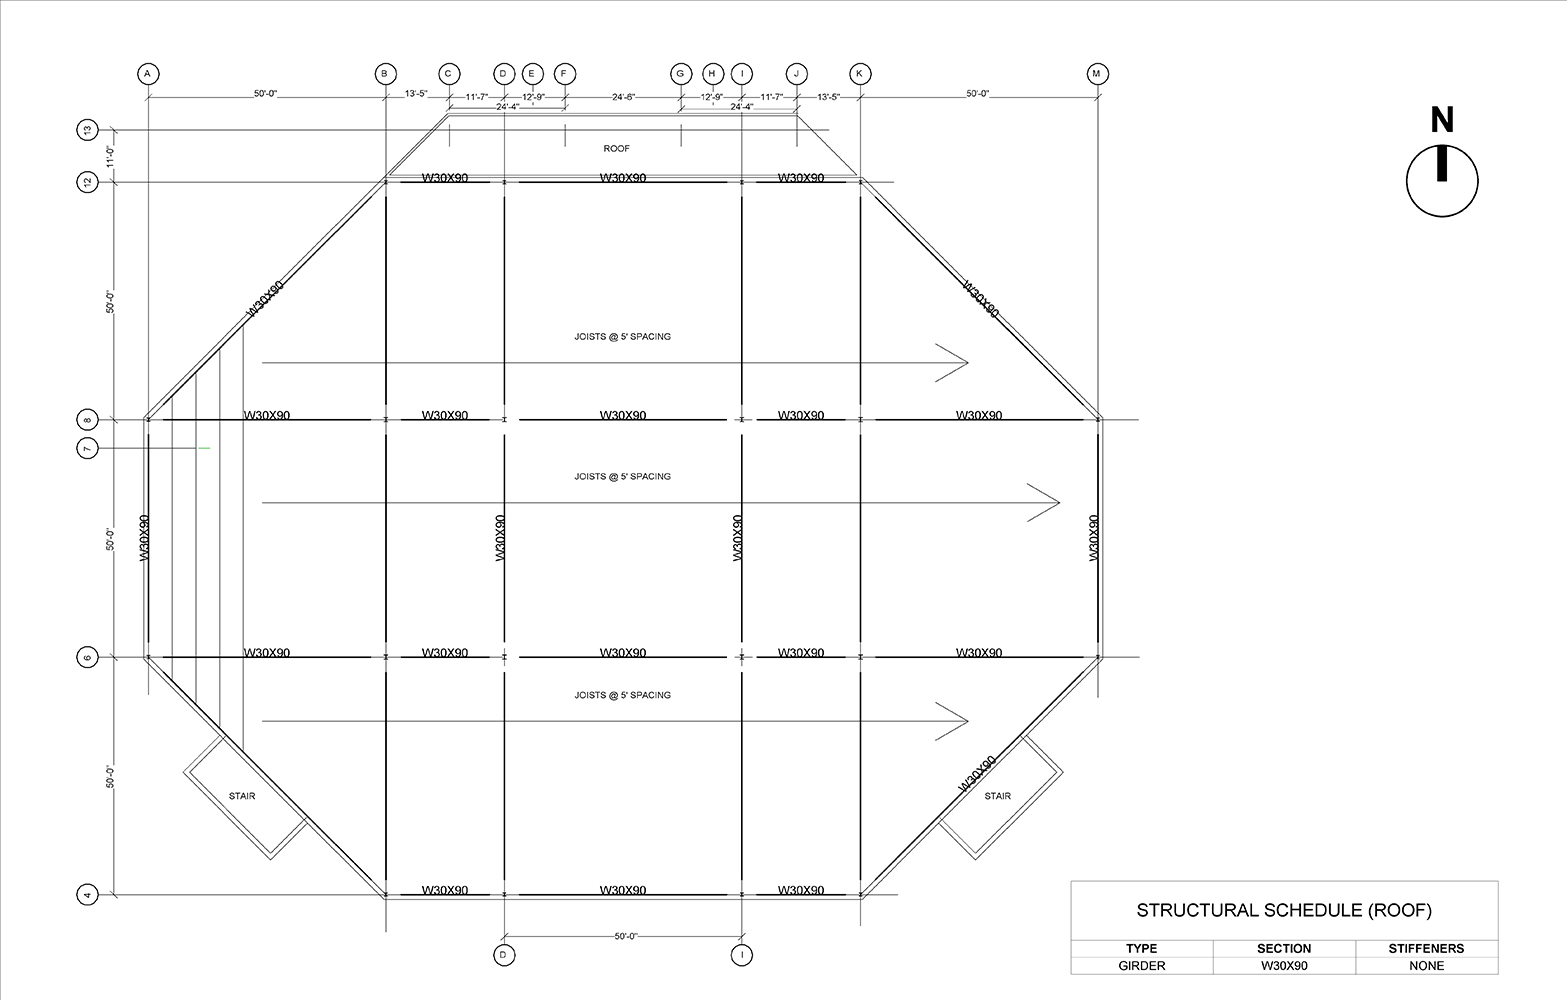 A B C D E F G H I J K M
50'-0" 13'-5" 11'-7" 12'-9" 24'-6" 12'-9" 11'-7" 13'-5" 50'-0"
24'-4" 24'-4"
N
13
11'-0"
ROOF
12
W30X90 W30X90 W30X90
50'-0"
W30X90 W30X90
JOISTS @ 5' SPACING
8
W30X90 W30X90 W30X90 W30X90 W30X90
7
JOISTS @ 5' SPACING
50'-0"
W30X90 W30X90 W30X90 W30X90
6
W30X90 W30X90 W30X90 W30X90 W30X90
JOISTS @ 5' SPACING
50'-0"
W30X90
STAIR STAIR
4
W30X90 W30X90 W30X90
50'-0"
D I
STRUCTURAL SCHEDULE (ROOF)
TYPE SECTION STIFFENERS
GIRDER W30X90 NONE